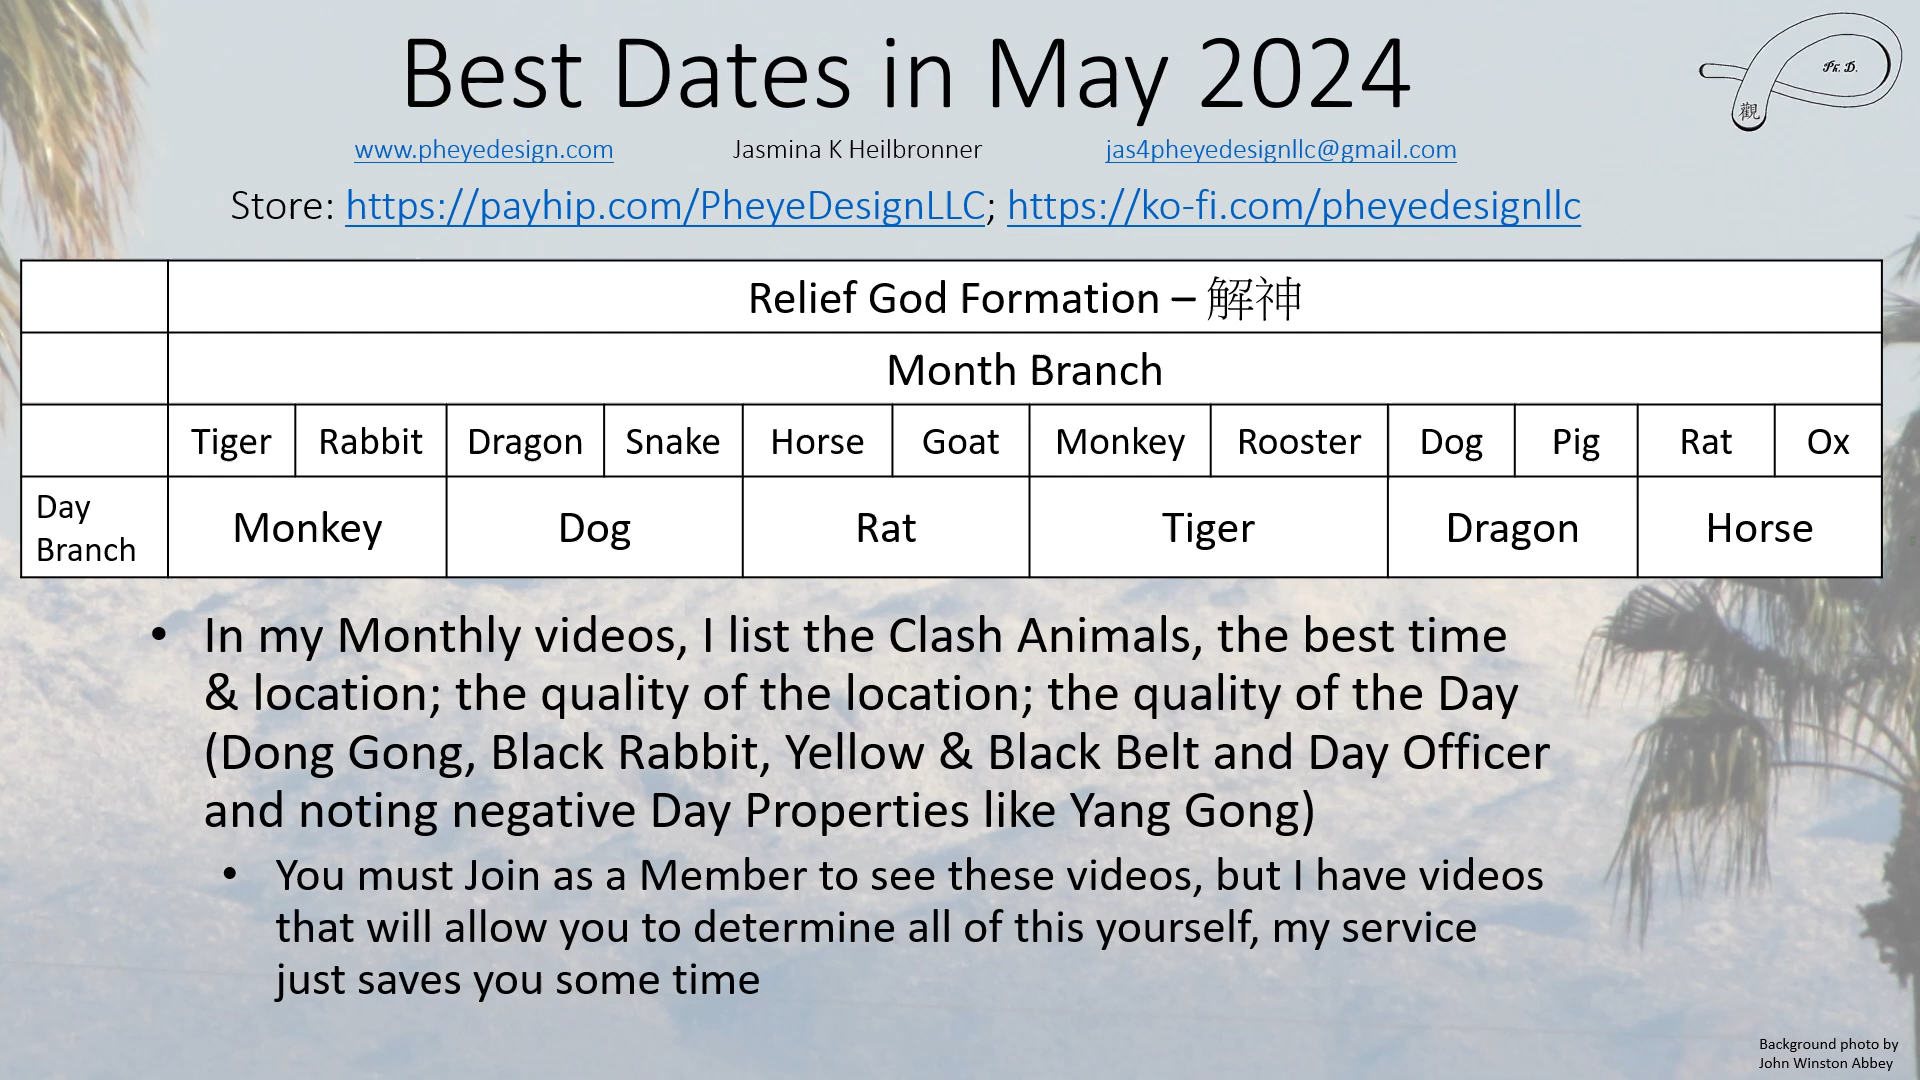 Best Dates in May 2024
Ph. D.
觀
www.pheyedesign.com Jasmina K Heilbronner jas4pheyedesignllc@gmail.com
Store: https://payhip.com/PheyeDesignLLC; https://ko-fi.com/pheyedesignllc
Relief God Formation – 解神
Month Branch
Tiger Rabbit Dragon Snake Horse Goat Monkey Rooster Dog Pig Rat Ox
Day
Branch
Monkey Dog Rat Tiger Dragon Horse
• In my Monthly videos, I list the Clash Animals, the best time
& location; the quality of the location; the quality of the Day
(Dong Gong, Black Rabbit, Yellow & Black Belt and Day Officer
and noting negative Day Properties like Yang Gong)
• You must Join as a Member to see these videos, but I have videos
that will allow you to determine all of this yourself, my service
just saves you some time
Background photo by
John Winston Abbey